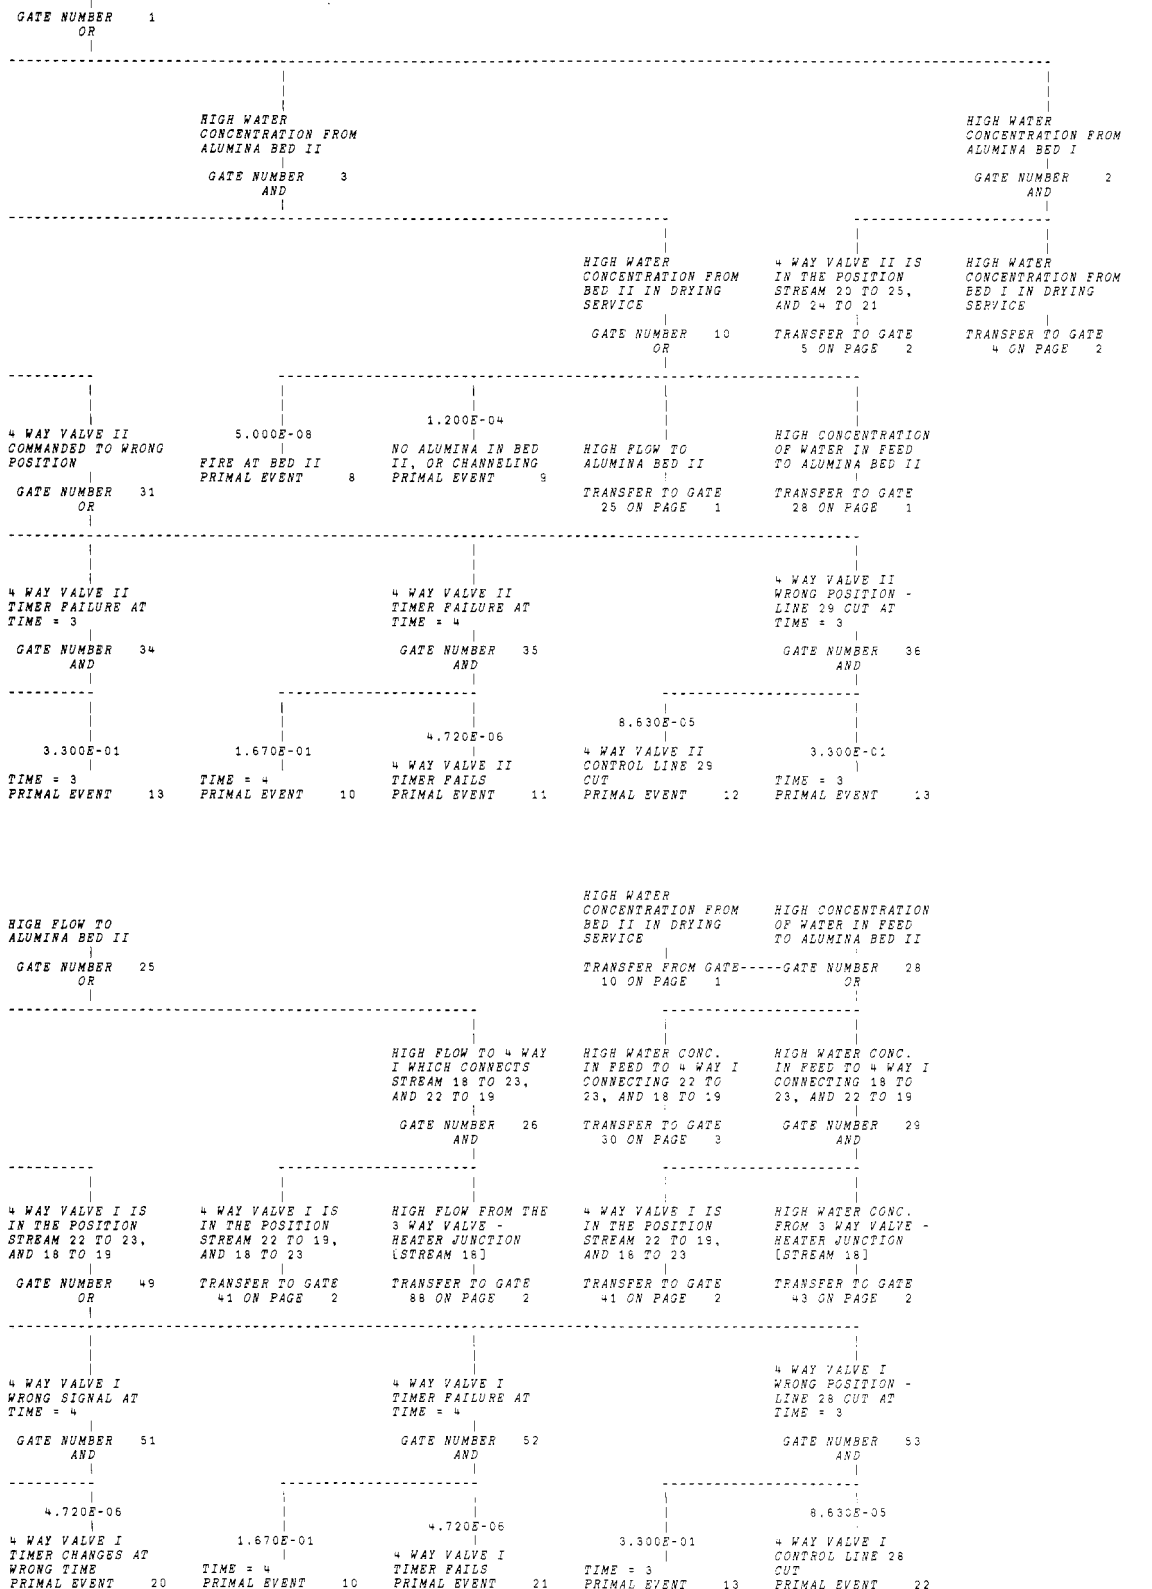 GATE NUMBER 1
OR
HIGH WATER
CONCENTRATION FROM
ALUMINA BED II
GATE NUMBER 3
AND
HIGH WATER
CONCENTRATION FROM
ALUMINA BED I
GATE NUMBER 2
AND
HIGH WATER
CONCENTRATION FROM
BED II IN DRYING
SERVICE
GATE NUMBER 10
OR
4 WAY VALVE II IS
IN THE POSITION
STREAM 20 TO 25,
AND 24 TO 21
TRANSFER TO GATE
5 ON PAGE 2
HIGH WATER
CONCENTRATION FROM
BED I IN DRYING
SERVICE
TRANSFER TO GATE
4 ON PAGE 2
4 WAY VALVE II
COMMANDED TO WRONG
POSITION
GATE NUMBER 31
OR
5.000E-08
FIRE AT BED II
PRIMAL EVENT 8
1.200E-04
NO ALUMINA IN BED
II, OR CHANNELING
PRIMAL EVENT 9
HIGH FLOW TO
ALUMINA BED II
TRANSFER TO GATE
25 ON PAGE 1
HIGH CONCENTRATION
OF WATER IN FEED
TO ALUMINA BED II
TRANSFER TO GATE
28 ON PAGE 1
4 WAY VALVE II
TIMER FAILURE AT
TIME = 3
GATE NUMBER 34
AND
4 WAY VALVE II
TIMER FAILURE AT
TIME = 4
GATE NUMBER 35
AND
4 WAY VALVE II
WRONG POSITION -
LINE 29 CUT AT
TIME = 3
GATE NUMBER 36
AND
3.300E-01
TIME = 3
PRIMAL EVENT 13
1.670E-01
TIME = 4
PRIMAL EVENT 10
4.720E-06
4 WAY VALVE II
TIMER FAILS
PRIMAL EVENT 11
8.630E-05
4 WAY VALVE II
CONTROL LINE 29
CUT
PRIMAL EVENT 12
3.300E-01
TIME = 3
PRIMAL EVENT 13
HIGH FLOW TO
ALUMINA BED II
GATE NUMBER 25
OR
HIGH WATER
CONCENTRATION FROM
BED II IN DRYING
SERVICE
TRANSFER FROM GATE
10 ON PAGE 1
HIGH CONCENTRATION
OF WATER IN FEED
TO ALUMINA BED II
GATE NUMBER 28
OR
HIGH FLOW TO 4 WAY
I WHICH CONNECTS
STREAM 18 TO 23,
AND 22 TO 19
GATE NUMBER 26
AND
HIGH WATER CONC.
IN FEED TO 4 WAY I
CONNECTING 22 TO
23, AND 18 TO 19
TRANSFER TO GATE
30 ON PAGE 3
HIGH WATER CONC.
IN FEED TO 4 WAY I
CONNECTING 18 TO
23, AND 22 TO 19
GATE NUMBER 29
AND
4 WAY VALVE I IS
IN THE POSITION
STREAM 22 TO 23,
AND 18 TO 19
GATE NUMBER 49
OR
4 WAY VALVE I IS
IN THE POSITION
STREAM 22 TO 19,
AND 18 TO 23
TRANSFER TO GATE
41 ON PAGE 2
HIGH FLOW FROM THE
3 WAY VALVE -
HEATER JUNCTION
[STREAM 18]
TRANSFER TO GATE
88 ON PAGE 2
4 WAY VALVE I IS
IN THE POSITION
STREAM 22 TO 19,
AND 18 TO 23
TRANSFER TO GATE
41 ON PAGE 2
HIGH WATER CONC.
FROM 3 WAY VALVE -
HEATER JUNCTION
[STREAM 18]
TRANSFER TO GATE
43 ON PAGE 2
4 WAY VALVE I
WRONG SIGNAL AT
TIME = 4
GATE NUMBER 51
AND
4 WAY VALVE I
TIMER FAILURE AT
TIME = 4
GATE NUMBER 52
AND
4 WAY VALVE I
WRONG POSITION -
LINE 28 CUT AT
TIME = 3
GATE NUMBER 53
AND
4.720E-06
4 WAY VALVE I
TIMER CHANGES AT
WRONG TIME
PRIMAL EVENT 20
1.670E-01
TIME = 4
PRIMAL EVENT 10
4.720E-06
4 WAY VALVE I
TIMER FAILS
PRIMAL EVENT 21
3.300E-01
TIME = 3
PRIMAL EVENT 13
8.630E-05
4 WAY VALVE I
CONTROL LINE 28
CUT
PRIMAL EVENT 22